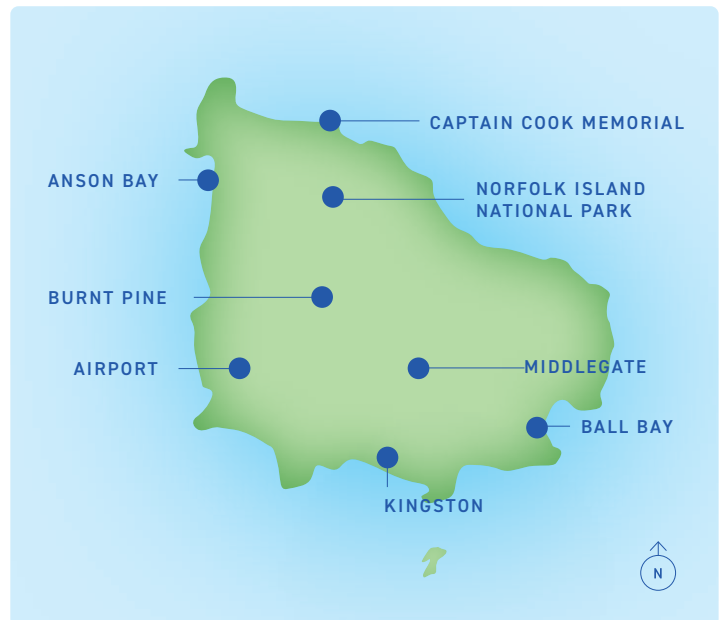 CAPTAIN COOK MEMORIAL
ANSON BAY
NORFOLK ISLAND
NATIONAL PARK
BURNT PINE
AIRPORT
MIDDLEGATE
BALL BAY
KINGSTON
N